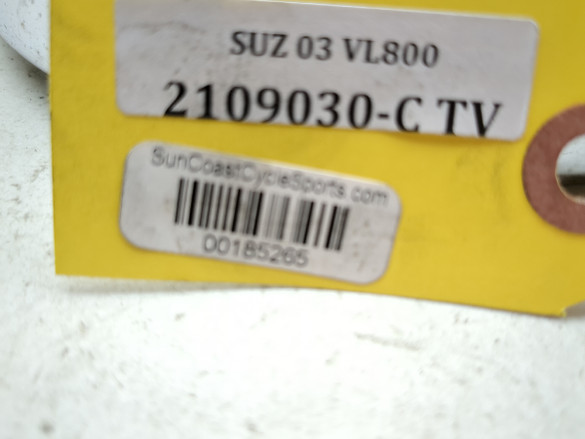 SUZ 03 VL800
2109030-C TV
SunCoastCycleSports.com
00185265